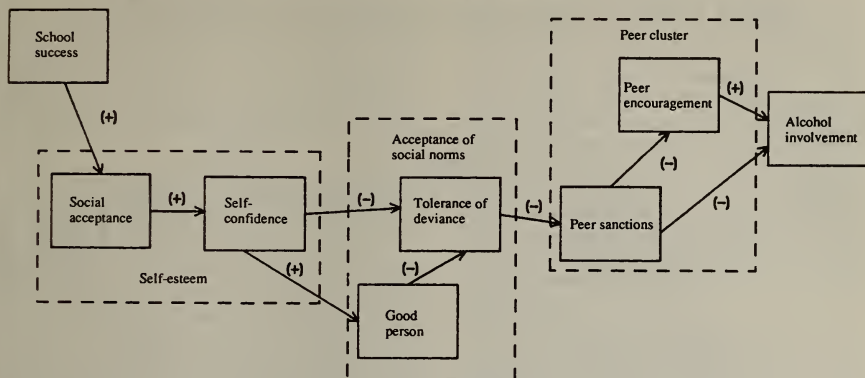 School
success
(+)
Social
acceptance
(+)
Self-
confidence
Self-esteem
(–)
(+)
Acceptance of
social norms
Tolerance of
deviance
(–)
Good
person
(–)
Peer cluster
Peer
encouragement
(+)
(–)
Peer sanctions
(–)
Alcohol
involvement